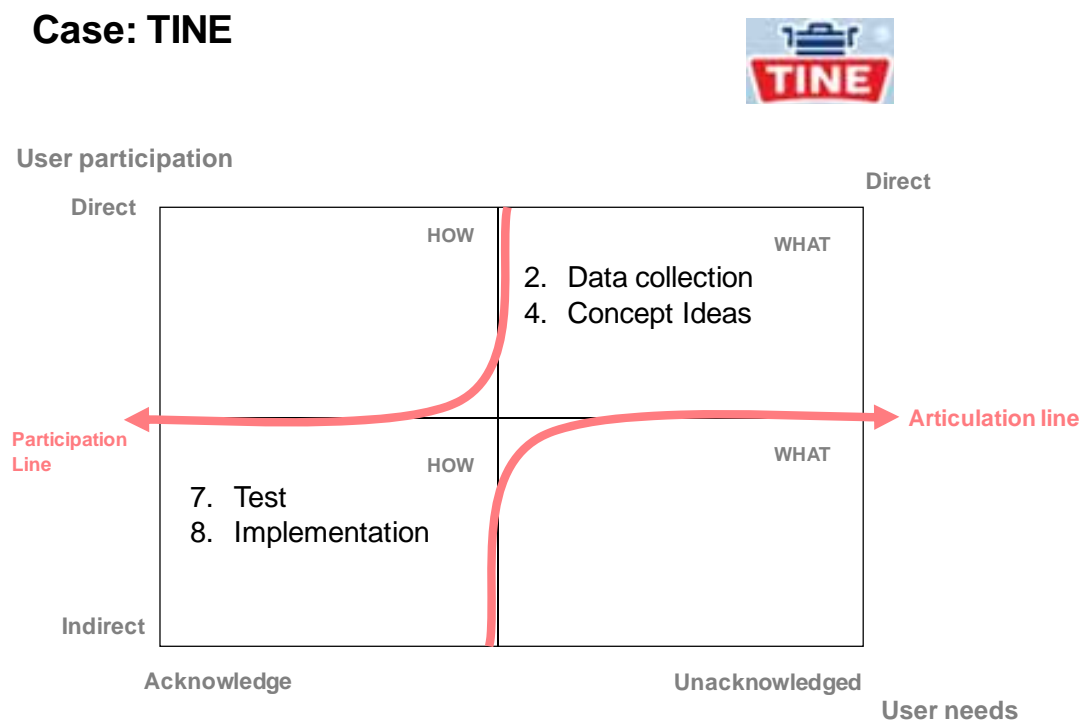 Case: TINE
TINE
User participation
Direct
Direct
HOW
WHAT
2. Data collection
4. Concept Ideas
Articulation line
Participation
Line
HOW
WHAT
7. Test
8. Implementation
Indirect
Acknowledge
Unacknowledged
User needs